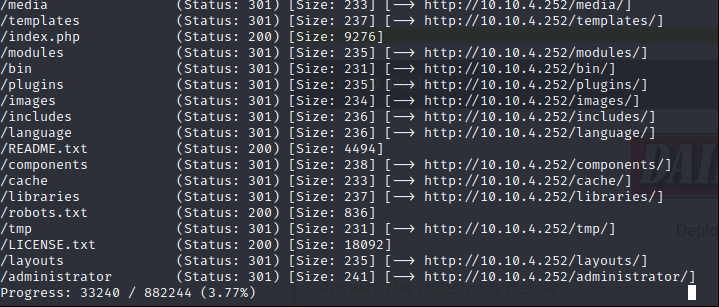 /media (Status: 301) [Size: 233] [--> http://10.10.4.252/media/]
/templates (Status: 301) [Size: 237] [--> http://10.10.4.252/templates/]
/index.php (Status: 200) [Size: 9276]
/modules (Status: 301) [Size: 235] [--> http://10.10.4.252/modules/]
/bin (Status: 301) [Size: 231] [--> http://10.10.4.252/bin/]
/plugins (Status: 301) [Size: 235] [--> http://10.10.4.252/plugins/]
/images (Status: 301) [Size: 234] [--> http://10.10.4.252/images/]
/includes (Status: 301) [Size: 236] [--> http://10.10.4.252/includes/]
/language (Status: 301) [Size: 236] [--> http://10.10.4.252/language/]
/README.txt (Status: 200) [Size: 4494]
/components (Status: 301) [Size: 238] [--> http://10.10.4.252/components/]
/cache (Status: 301) [Size: 233] [--> http://10.10.4.252/cache/]
/libraries (Status: 301) [Size: 237] [--> http://10.10.4.252/libraries/]
/robots.txt (Status: 200) [Size: 836]
/tmp (Status: 301) [Size: 231] [--> http://10.10.4.252/tmp/]
/LICENSE.txt (Status: 200) [Size: 18092]
/layouts (Status: 301) [Size: 235] [--> http://10.10.4.252/layouts/]
/administrator (Status: 301) [Size: 241] [--> http://10.10.4.252/administrator/]
Progress: 33240 / 882244 (3.77%)
DAI
Deplo